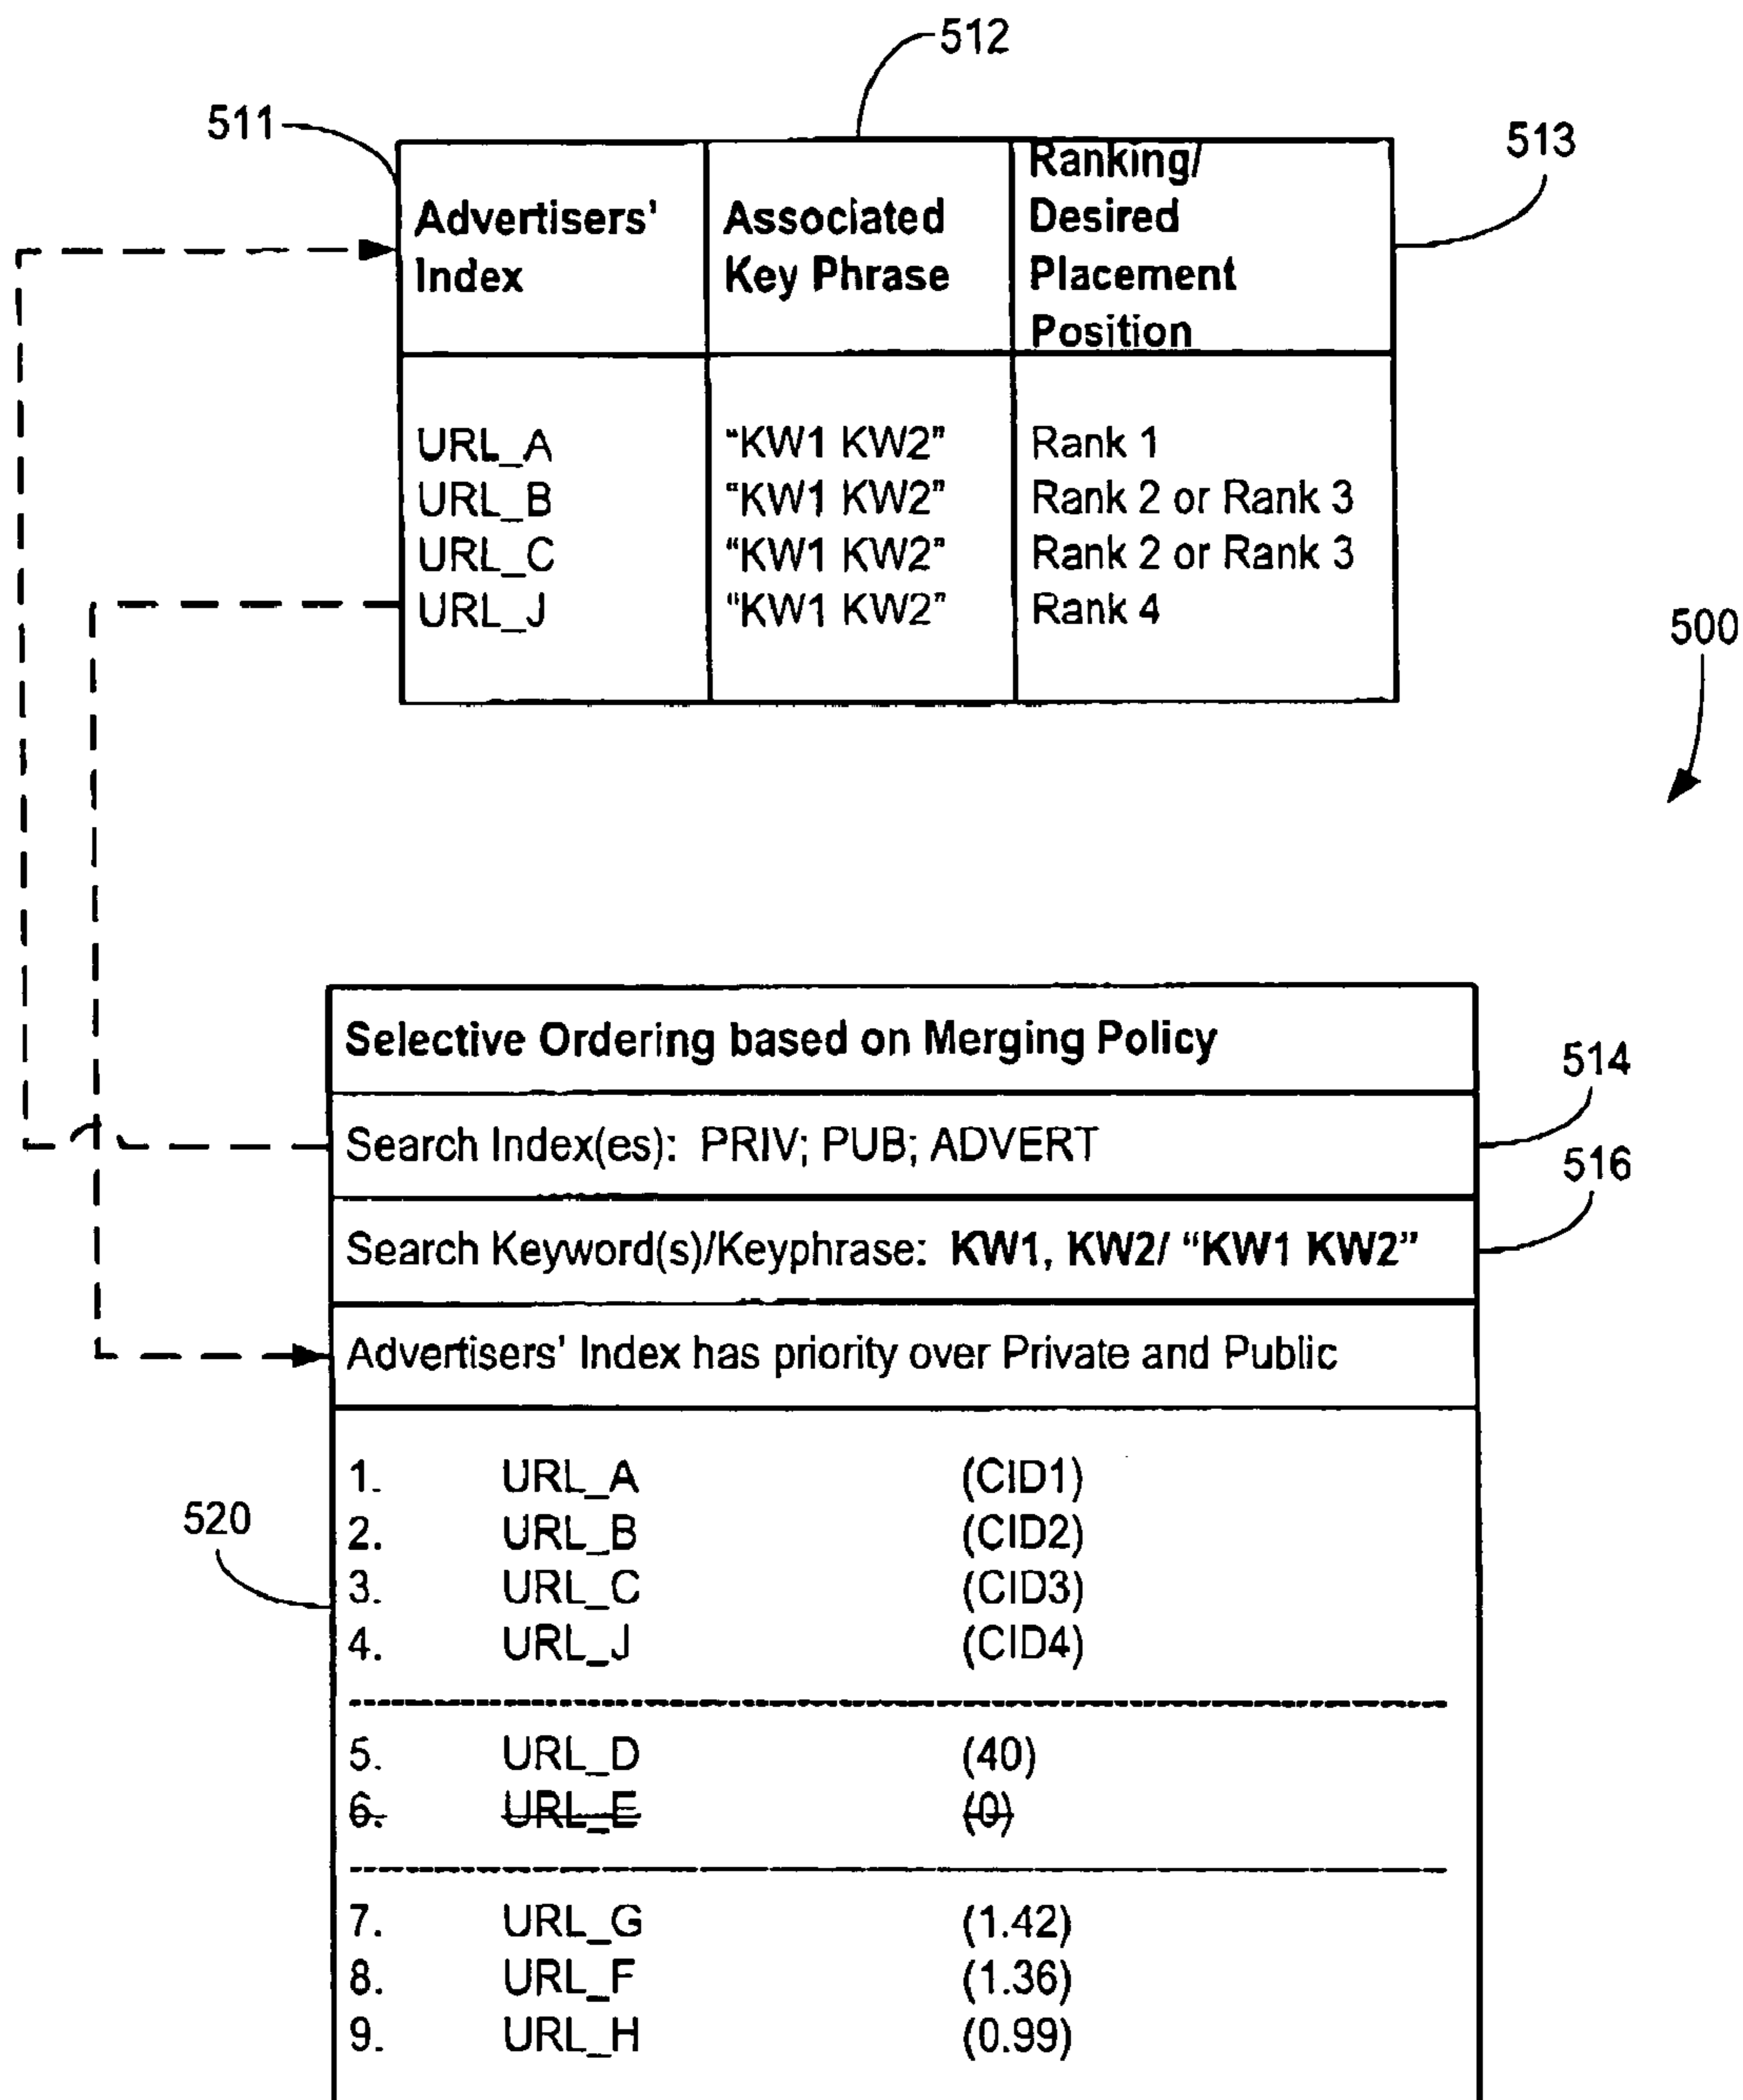 512
511
513
Advertisers' Index
Associated Key Phrase
Ranking/ Desired Placement Position
URL_A "KW1 KW2" Rank 1
URL_B "KW1 KW2" Rank 2 or Rank 3
URL_C "KW1 KW2" Rank 2 or Rank 3
URL_J "KW1 KW2" Rank 4
500
Selective Ordering based on Merging Policy
514
Search Index(es): PRIV; PUB; ADVERT
516
Search Keyword(s)/Keyphrase: KW1, KW2/ "KW1 KW2"
Advertisers' Index has priority over Private and Public
520
1. URL_A (CID1)
2. URL_B (CID2)
3. URL_C (CID3)
4. URL_J (CID4)
5. URL_D (40)
6. URL_E (0)
7. URL_G (1.42)
8. URL_F (1.36)
9. URL_H (0.99)